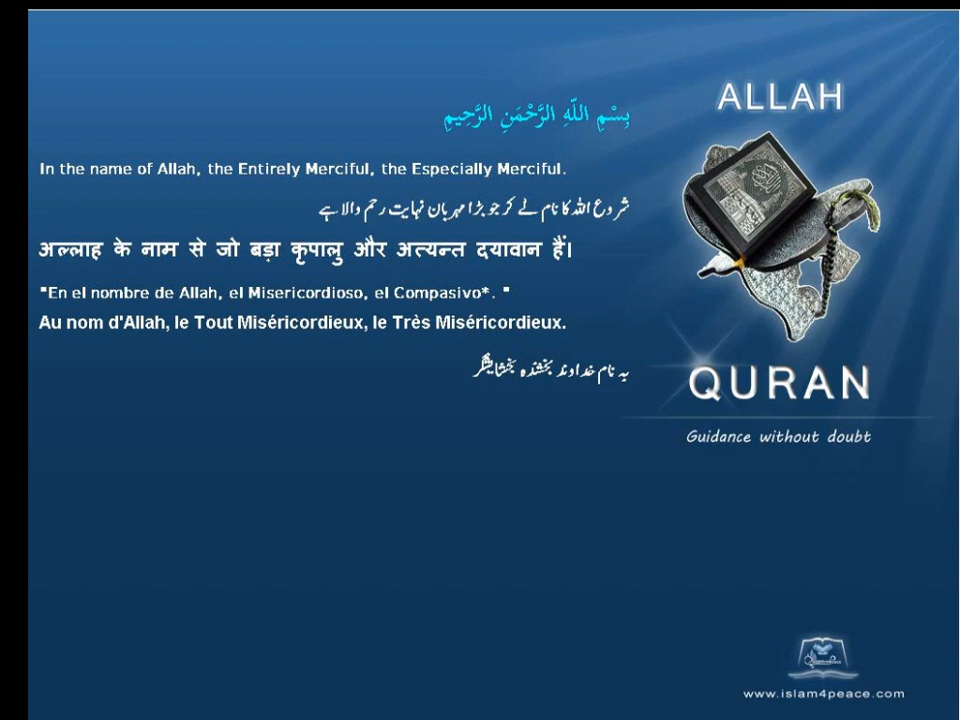 بِسْمِ اللّهِ الرَّحْمَنِ الرَّحِيمِ
In the name of Allah, the Entirely Merciful, the Especially Merciful.
شروع الله کا نام لے کر جو بڑا مہربان نہایت رحم والا ہے
अल्लाह के नाम से जो बड़ा कृपालु और अत्यन्त दयावान हैं।
"En el nombre de Allah, el Misericordioso, el Compasivo*. "
Au nom d'Allah, le Tout Miséricordieux, le Très Miséricordieux.
به نام خداوند بخشنده بخشایشگر
ALLAH
QURAN
Guidance without doubt
www.islam4peace.com